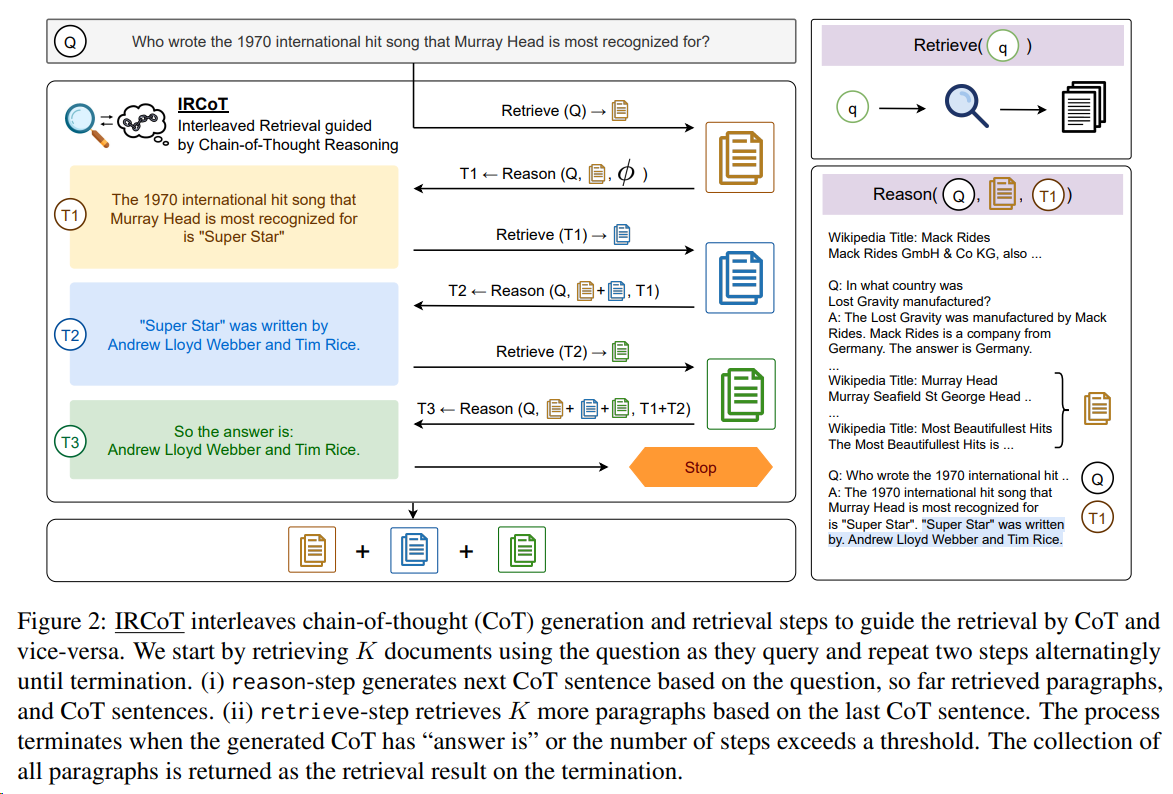 Q
Who wrote the 1970 international hit song that Murray Head is most recognized for?
IRCoT
Interleaved Retrieval guided
by Chain-of-Thought Reasoning
Retrieve (Q) →
T1 ← Reason (Q, , ϕ )
T1
The 1970 international hit song that
Murray Head is most recognized for
is "Super Star"
Retrieve (T1) →
T2 ← Reason (Q, + , T1)
T2
"Super Star" was written by
Andrew Lloyd Webber and Tim Rice.
Retrieve (T2) →
T3 ← Reason (Q, + + , T1+T2)
T3
So the answer is:
Andrew Lloyd Webber and Tim Rice.
Stop
+ +
Retrieve( q )
q
Reason( Q , , T1 )
Wikipedia Title: Mack Rides
Mack Rides GmbH & Co KG, also ...
Q: In what country was
Lost Gravity manufactured?
A: The Lost Gravity was manufactured by Mack
Rides. Mack Rides is a company from
Germany. The answer is Germany.
...
Wikipedia Title: Murray Head
Murray Seafield St George Head ..
...
Wikipedia Title: Most Beautifullest Hits
The Most Beautifullest Hits is ...
Q: Who wrote the 1970 international hit ..
Q
A: The 1970 international hit song that
Murray Head is most recognized for
T1
is "Super Star". "Super Star" was written
by. Andrew Lloyd Webber and Tim Rice.
Figure 2: IRCoT interleaves chain-of-thought (CoT) generation and retrieval steps to guide the retrieval by CoT and
vice-versa. We start by retrieving K documents using the question as they query and repeat two steps alternatingly
until termination. (i) reason-step generates next CoT sentence based on the question, so far retrieved paragraphs,
and CoT sentences. (ii) retrieve-step retrieves K more paragraphs based on the last CoT sentence. The process
terminates when the generated CoT has “answer is” or the number of steps exceeds a threshold. The collection of
all paragraphs is returned as the retrieval result on the termination.